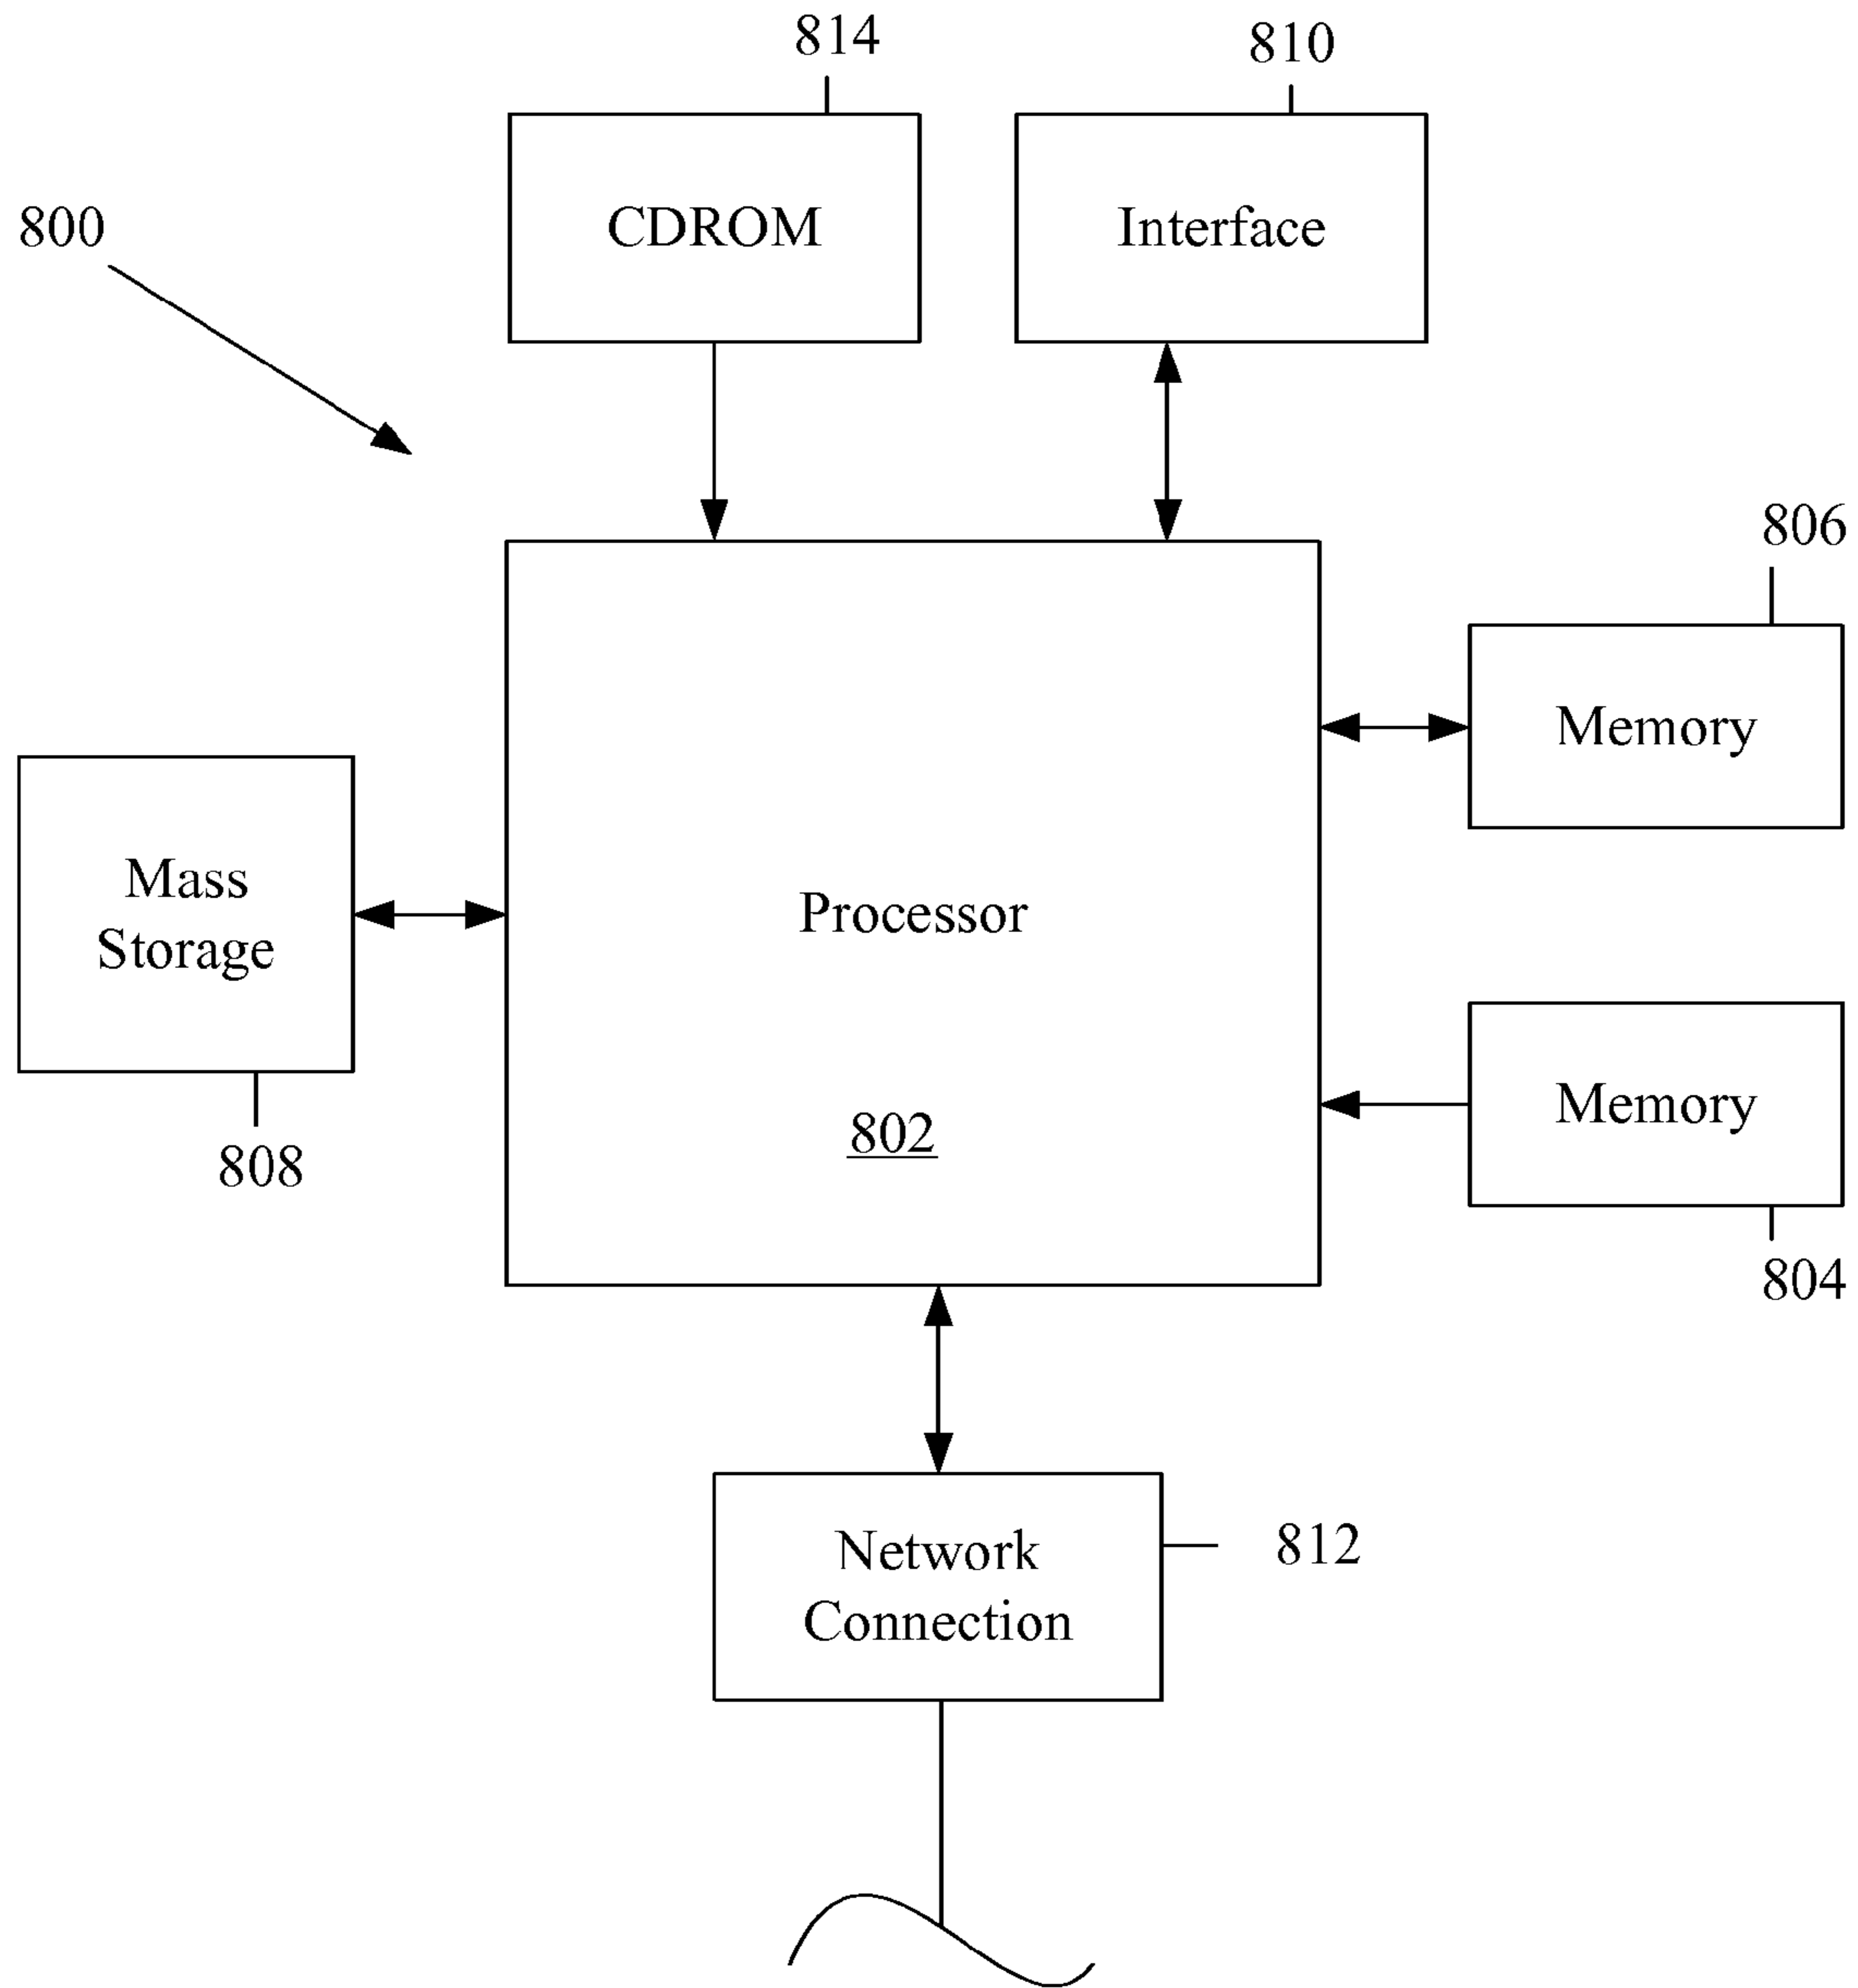 814
810
800
CDROM
Interface
806
Memory
Mass
Storage
Processor
802
Memory
808
804
Network
Connection
812